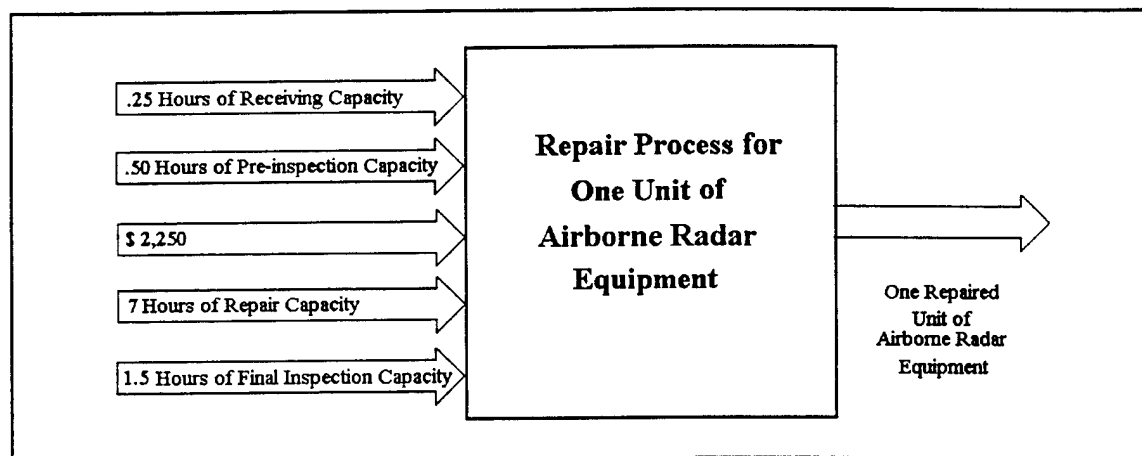 .25 Hours of Receiving Capacity
.50 Hours of Pre-inspection Capacity
$ 2,250
7 Hours of Repair Capacity
1.5 Hours of Final Inspection Capacity
Repair Process for
One Unit of
Airborne Radar
Equipment
One Repaired
Unit of
Airborne Radar
Equipment